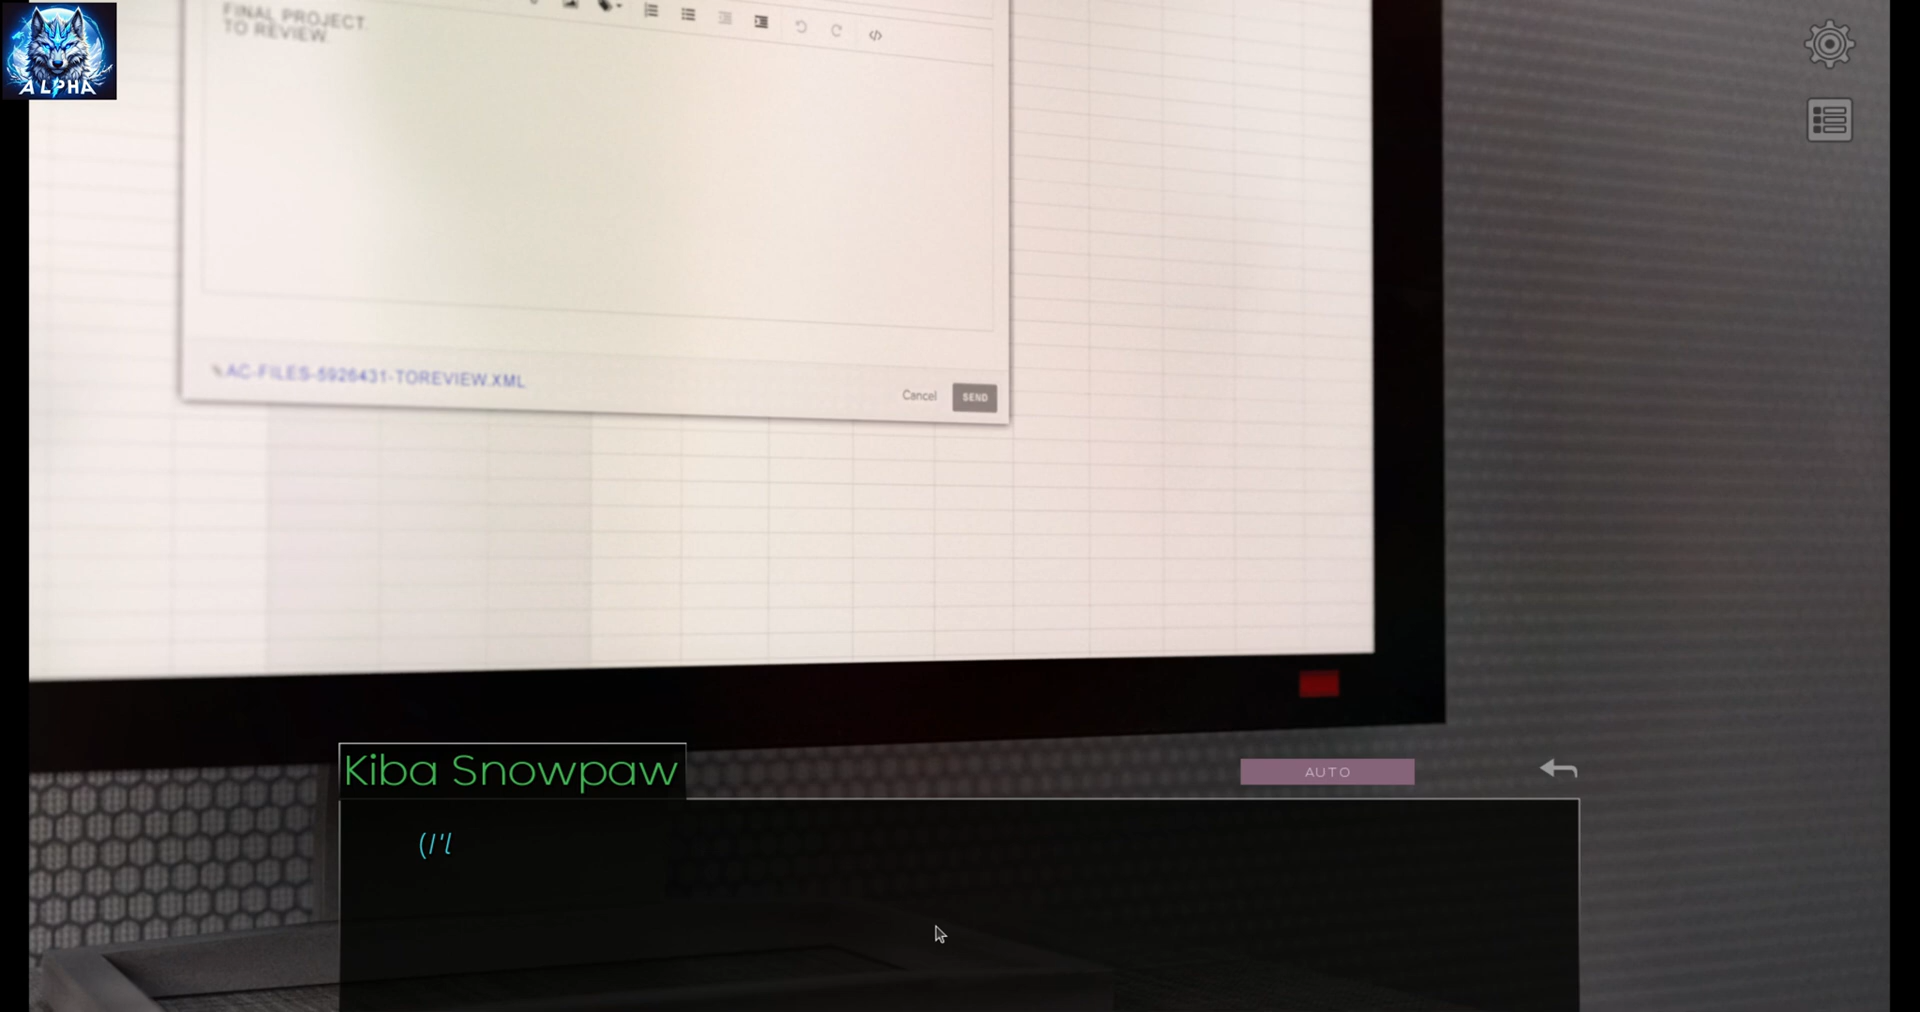 FINAL PROJECT
TO REVIEW.
ALPHA
AC-FILES-5926431-TOREVIEW.XML
Cancel
SEND
Kiba Snowpaw
AUTO
(I'l